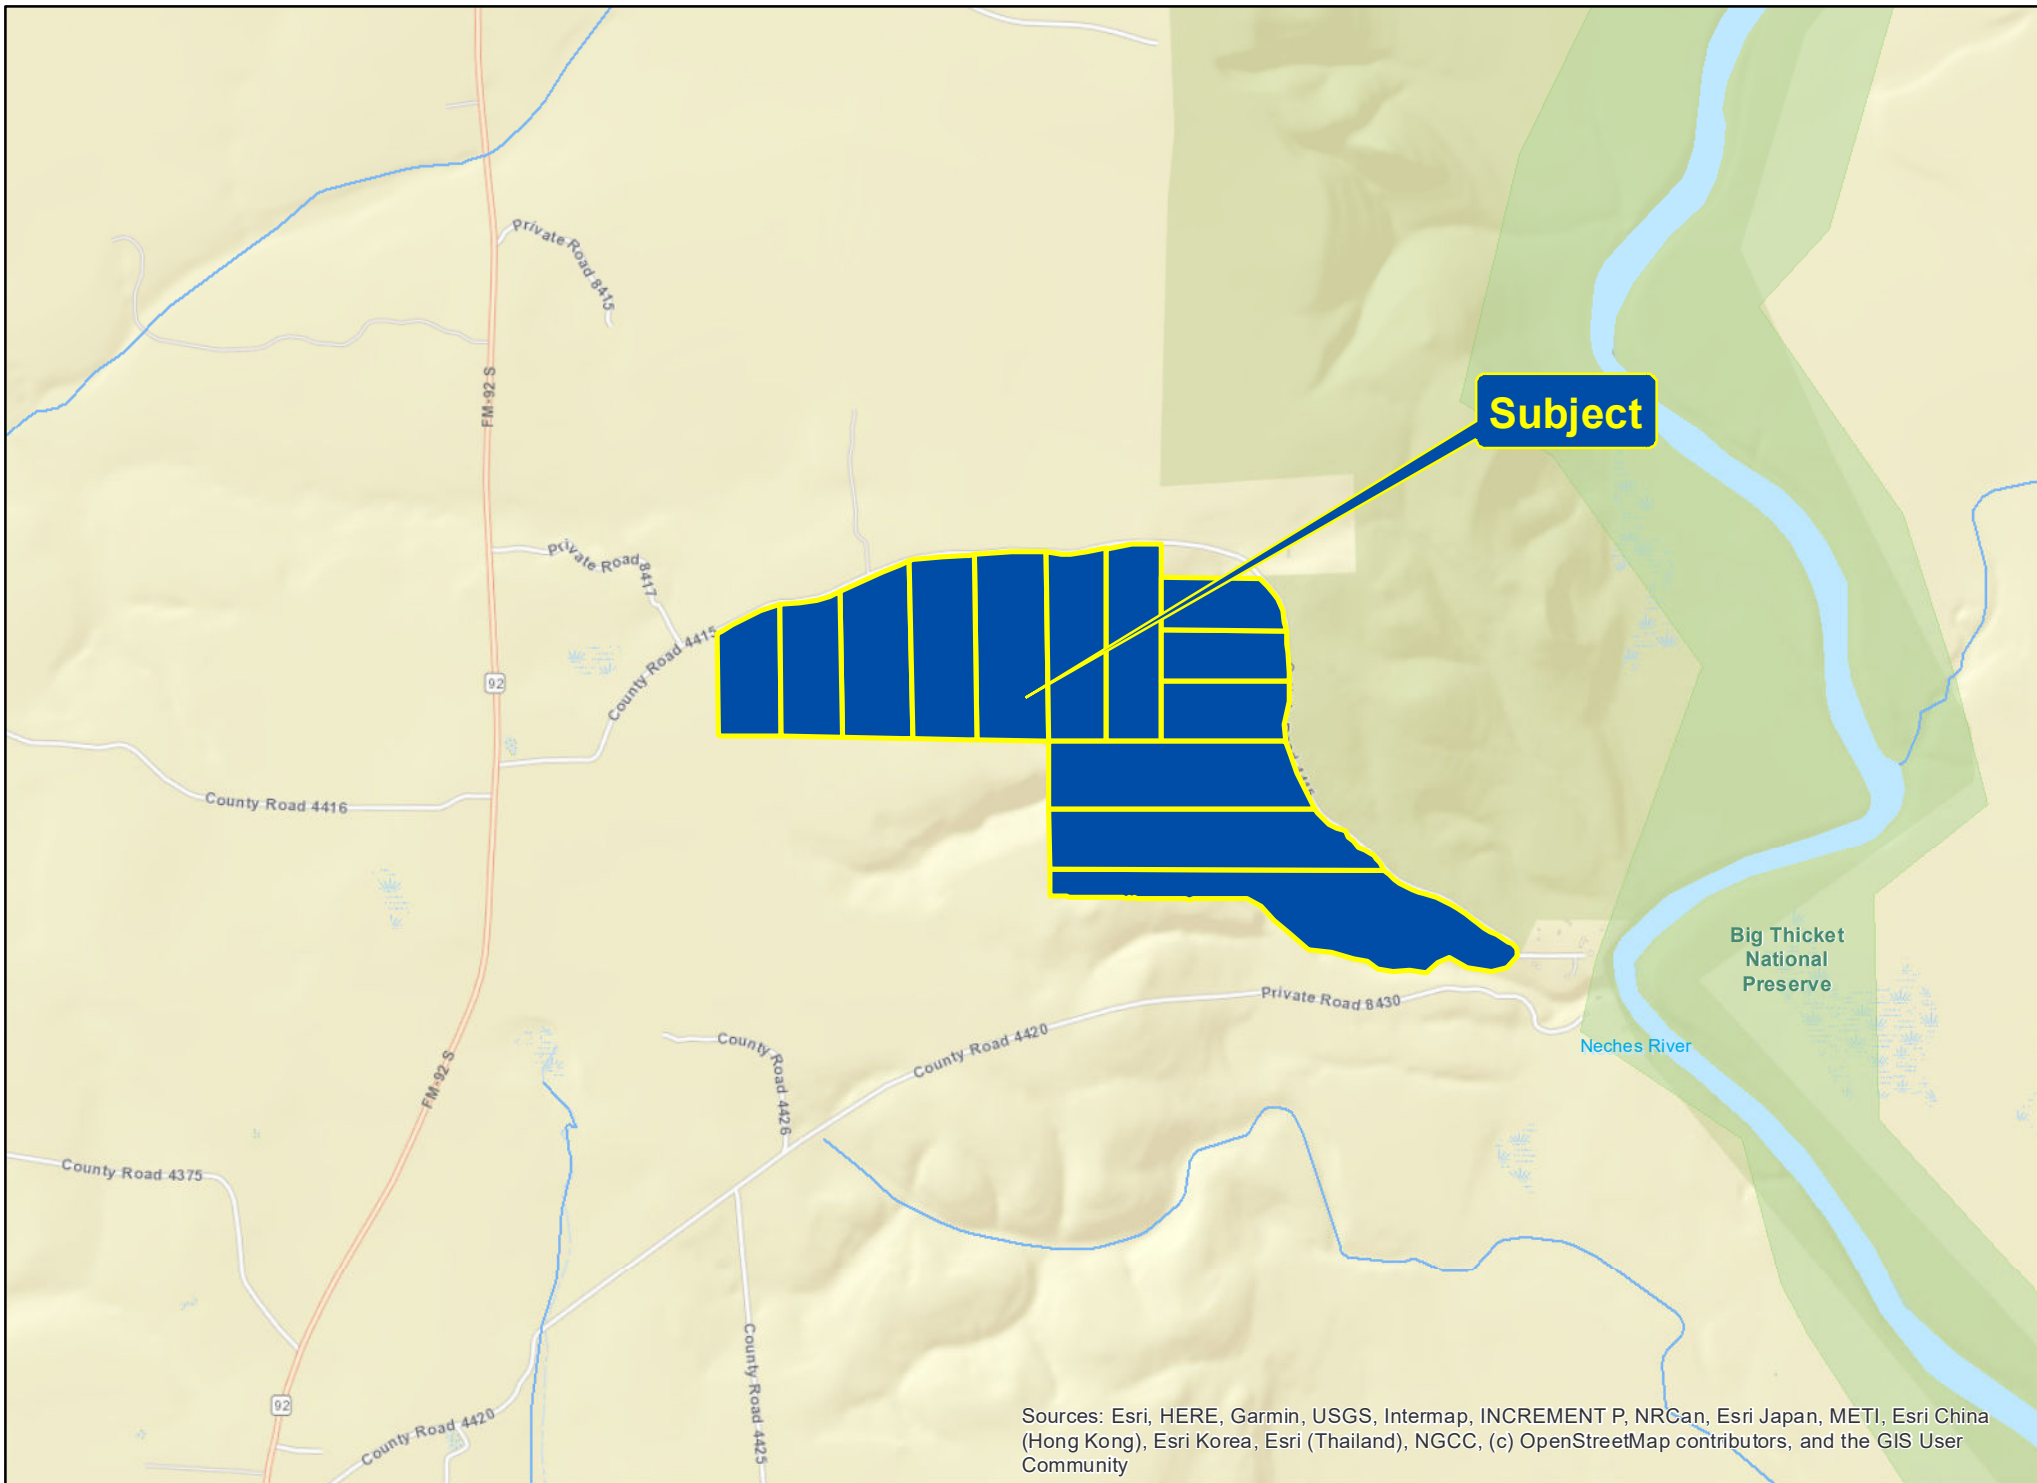 Private Road 8415
FM-92 S
Subject
Private Road 8417
County Road 4415
92
County Road 4416
Big Thicket
National
Preserve
Private Road 8430
County Road 4420
Neches River
County Road 4426
FM-92 S
County Road 4375
County Road 4425
92
County Road 4420
Sources: Esri, HERE, Garmin, USGS, Intermap, INCREMENT P, NRCan, Esri Japan, METI, Esri China
(Hong Kong), Esri Korea, Esri (Thailand), NGCC, (c) OpenStreetMap contributors, and the GIS User
Community